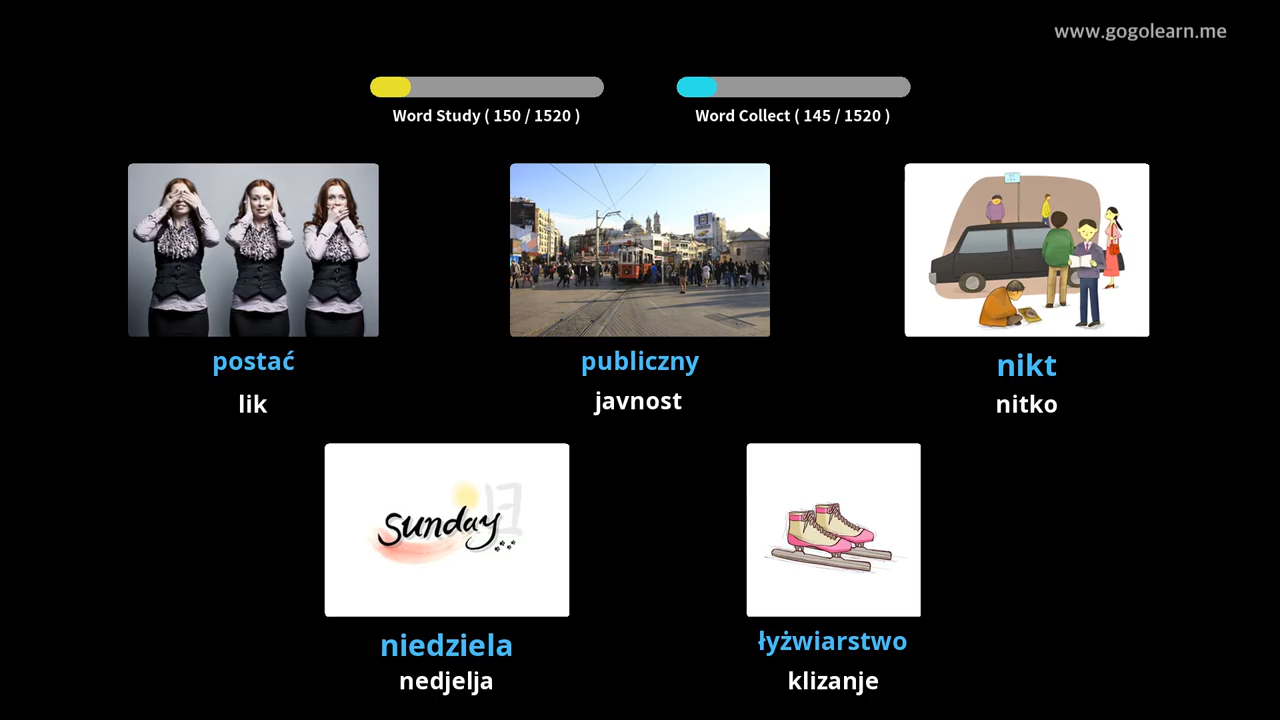 www.gogolearn.me
Word Study ( 150 / 1520 )
Word Collect ( 145 / 1520 )
postać
lik
publiczny
javnost
nikt
nitko
Sunday
niedziela
nedjelja
łyżwiarstwo
klizanje